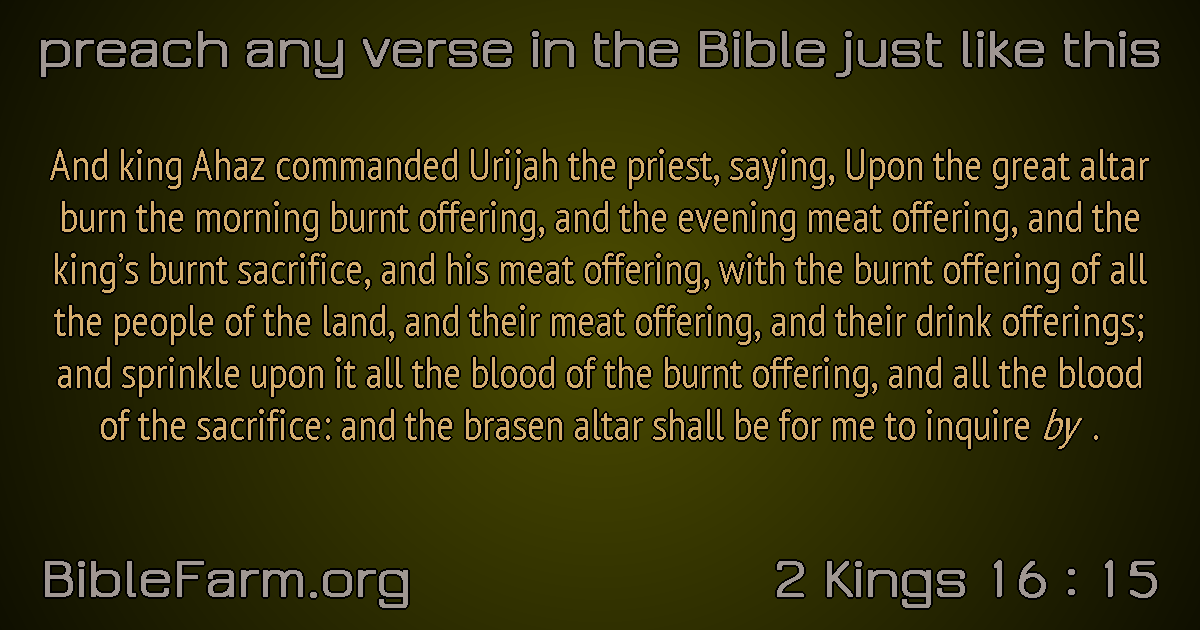 preach any verse in the Bible just like this
And king Ahaz commanded Urijah the priest, saying, Upon the great altar
burn the morning burnt offering, and the evening meat offering, and the
king’s burnt sacrifice, and his meat offering, with the burnt offering of all
the people of the land, and their meat offering, and their drink offerings;
and sprinkle upon it all the blood of the burnt offering, and all the blood
of the sacrifice: and the brasen altar shall be for me to inquire by .
BibleFarm.org
2 Kings 16 : 15